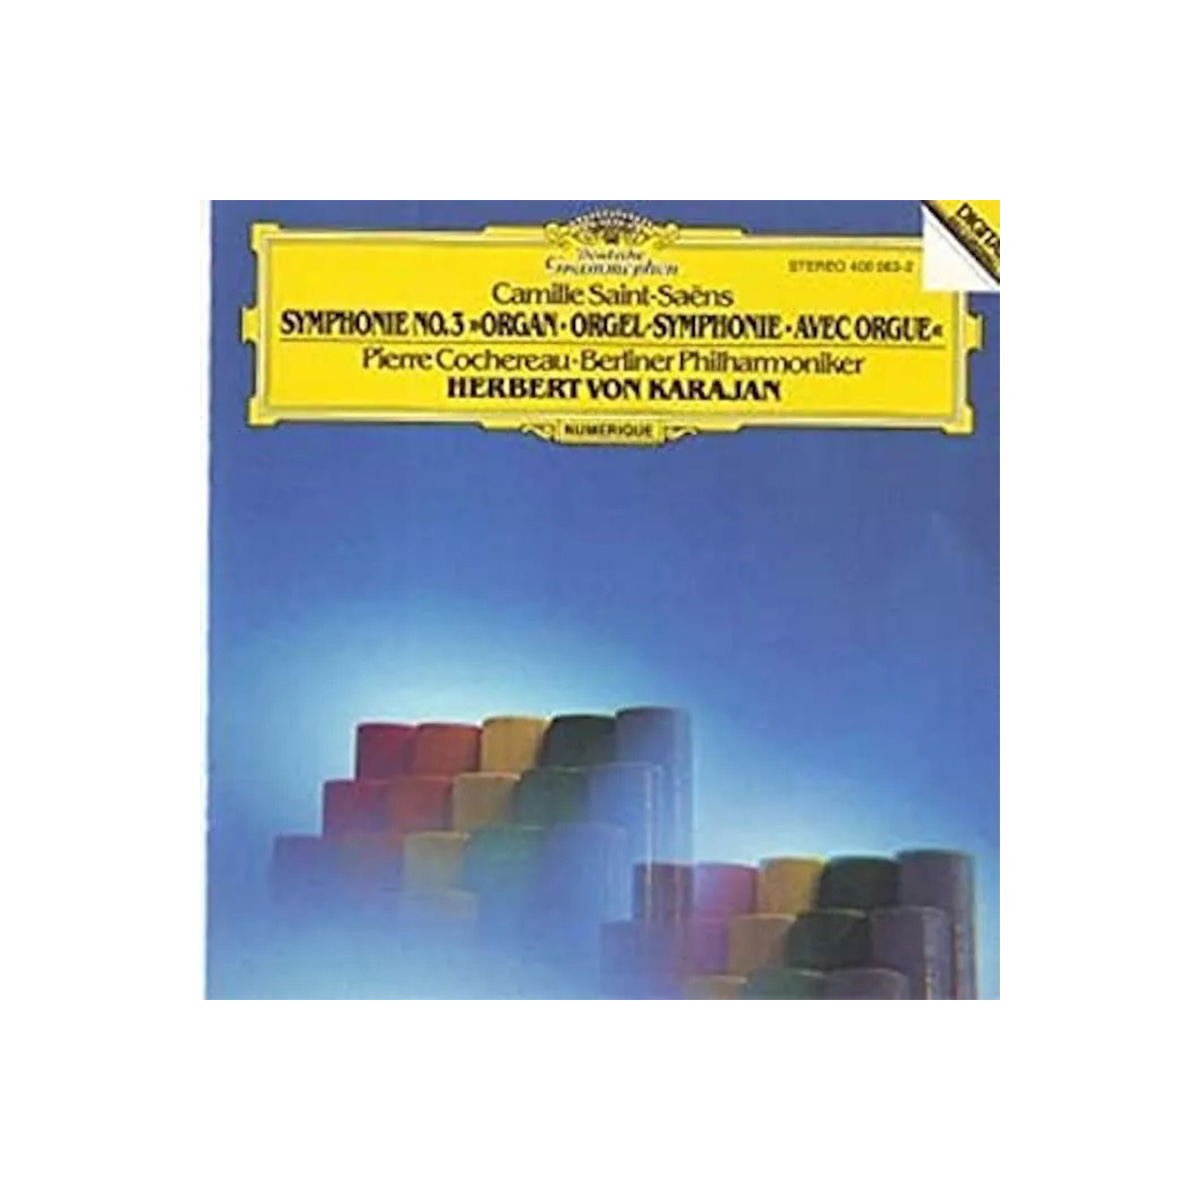 DIGITAL
Deutsche
Grammophon
STEREO 400 063-2
Camille Saint-Saëns
SYMPHONIE NO.3 »ORGAN · ORGEL-SYMPHONIE · AVEC ORGUE«
Pierre Cochereau · Berliner Philharmoniker
HERBERT VON KARAJAN
NUMERIQUE